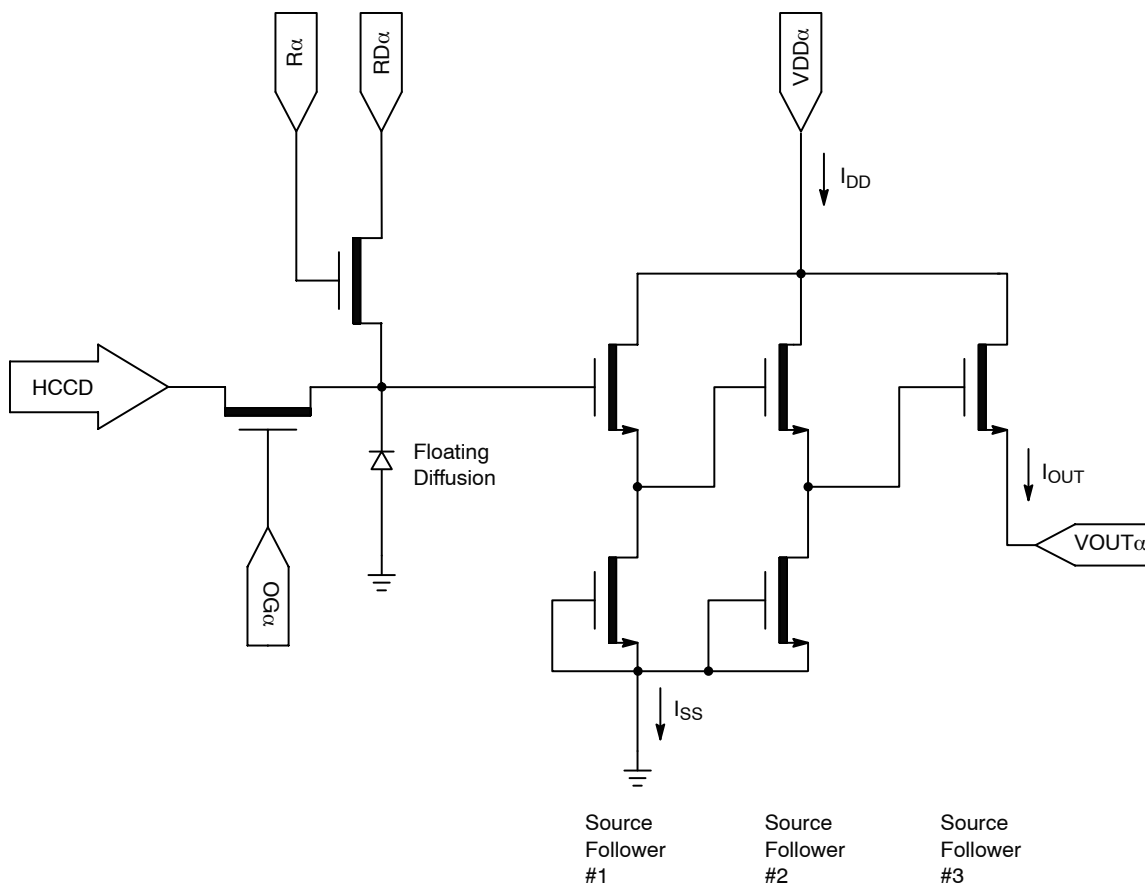 Rα
RDα
VDDα
IDD
HCCD
Floating
Diffusion
IOUT
VOUTα
OGα
ISS
Source
Follower
#1
Source
Follower
#2
Source
Follower
#3